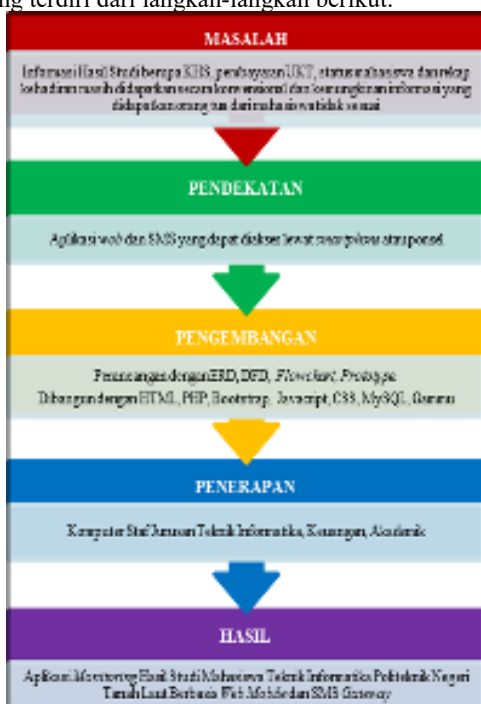 ng terdiri dari langkah-langkah berikut.
MASALAH
Informasi Hasil Studi berupa KHS, pembayaran UKT, status mahasiswa dan rekap
kehadiran masih didapatkan secara konvensional dan kemungkinan informasi yang
didapatkan orang tua dari mahasiswa tidak sesuai
PENDEKATAN
Aplikasi web dan SMS yang dapat diakses lewat smartphone atau ponsel
PENGEMBANGAN
Perancangan dengan ERD, DFD, Flowchart, Prototype
Dibangun dengan HTML, PHP, Bootstrap, Javascript, CSS, MySQL, Gammu
PENERAPAN
Komputer Staf Jurusan Teknik Informatika, Keuangan, Akademik
HASIL
Aplikasi Monitoring Hasil Studi Mahasiswa Teknik Informatika Politeknik Negeri
Tanah Laut Berbasis Web Mobile dan SMS Gateway